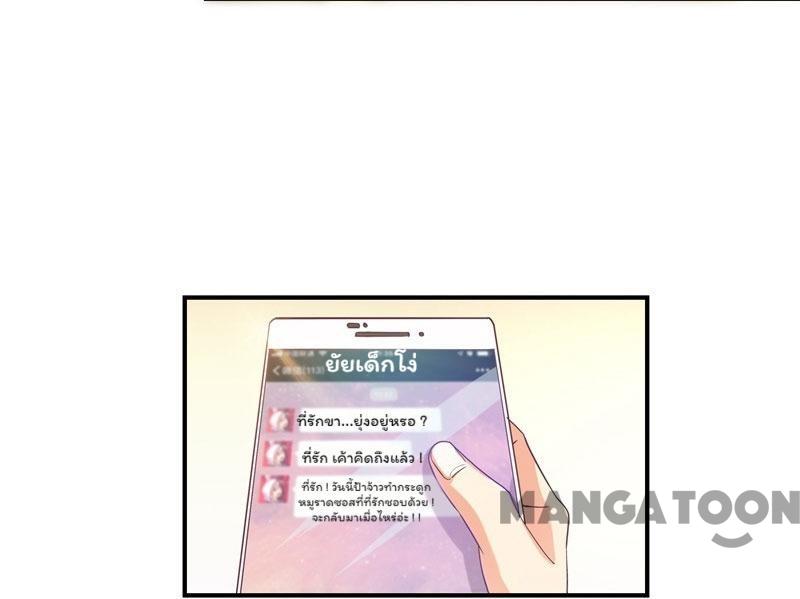 ยัยเด็กโง่
ที่รักขา...ยุ่งอยู่หรอ ?
ที่รัก เค้าคิดถึงแล้ว !
ที่รัก ! วันนี้ป้าจ้าวทำกระดูก
หมูราดซอสที่ที่รักชอบด้วย !
จะกลับมาเมื่อไหร่อ่ะ ! !
MANGATOON